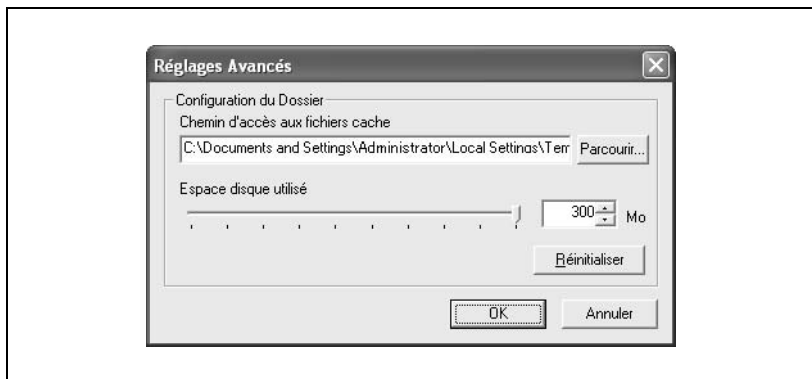 Réglages Avancés
Configuration du Dossier
Chemin d'accès aux fichiers cache
C:\Documents and Settings\Administrator\Local Settings\Tem Parcourir...
Espace disque utilisé
300 Mo
Réinitialiser
OK Annuler